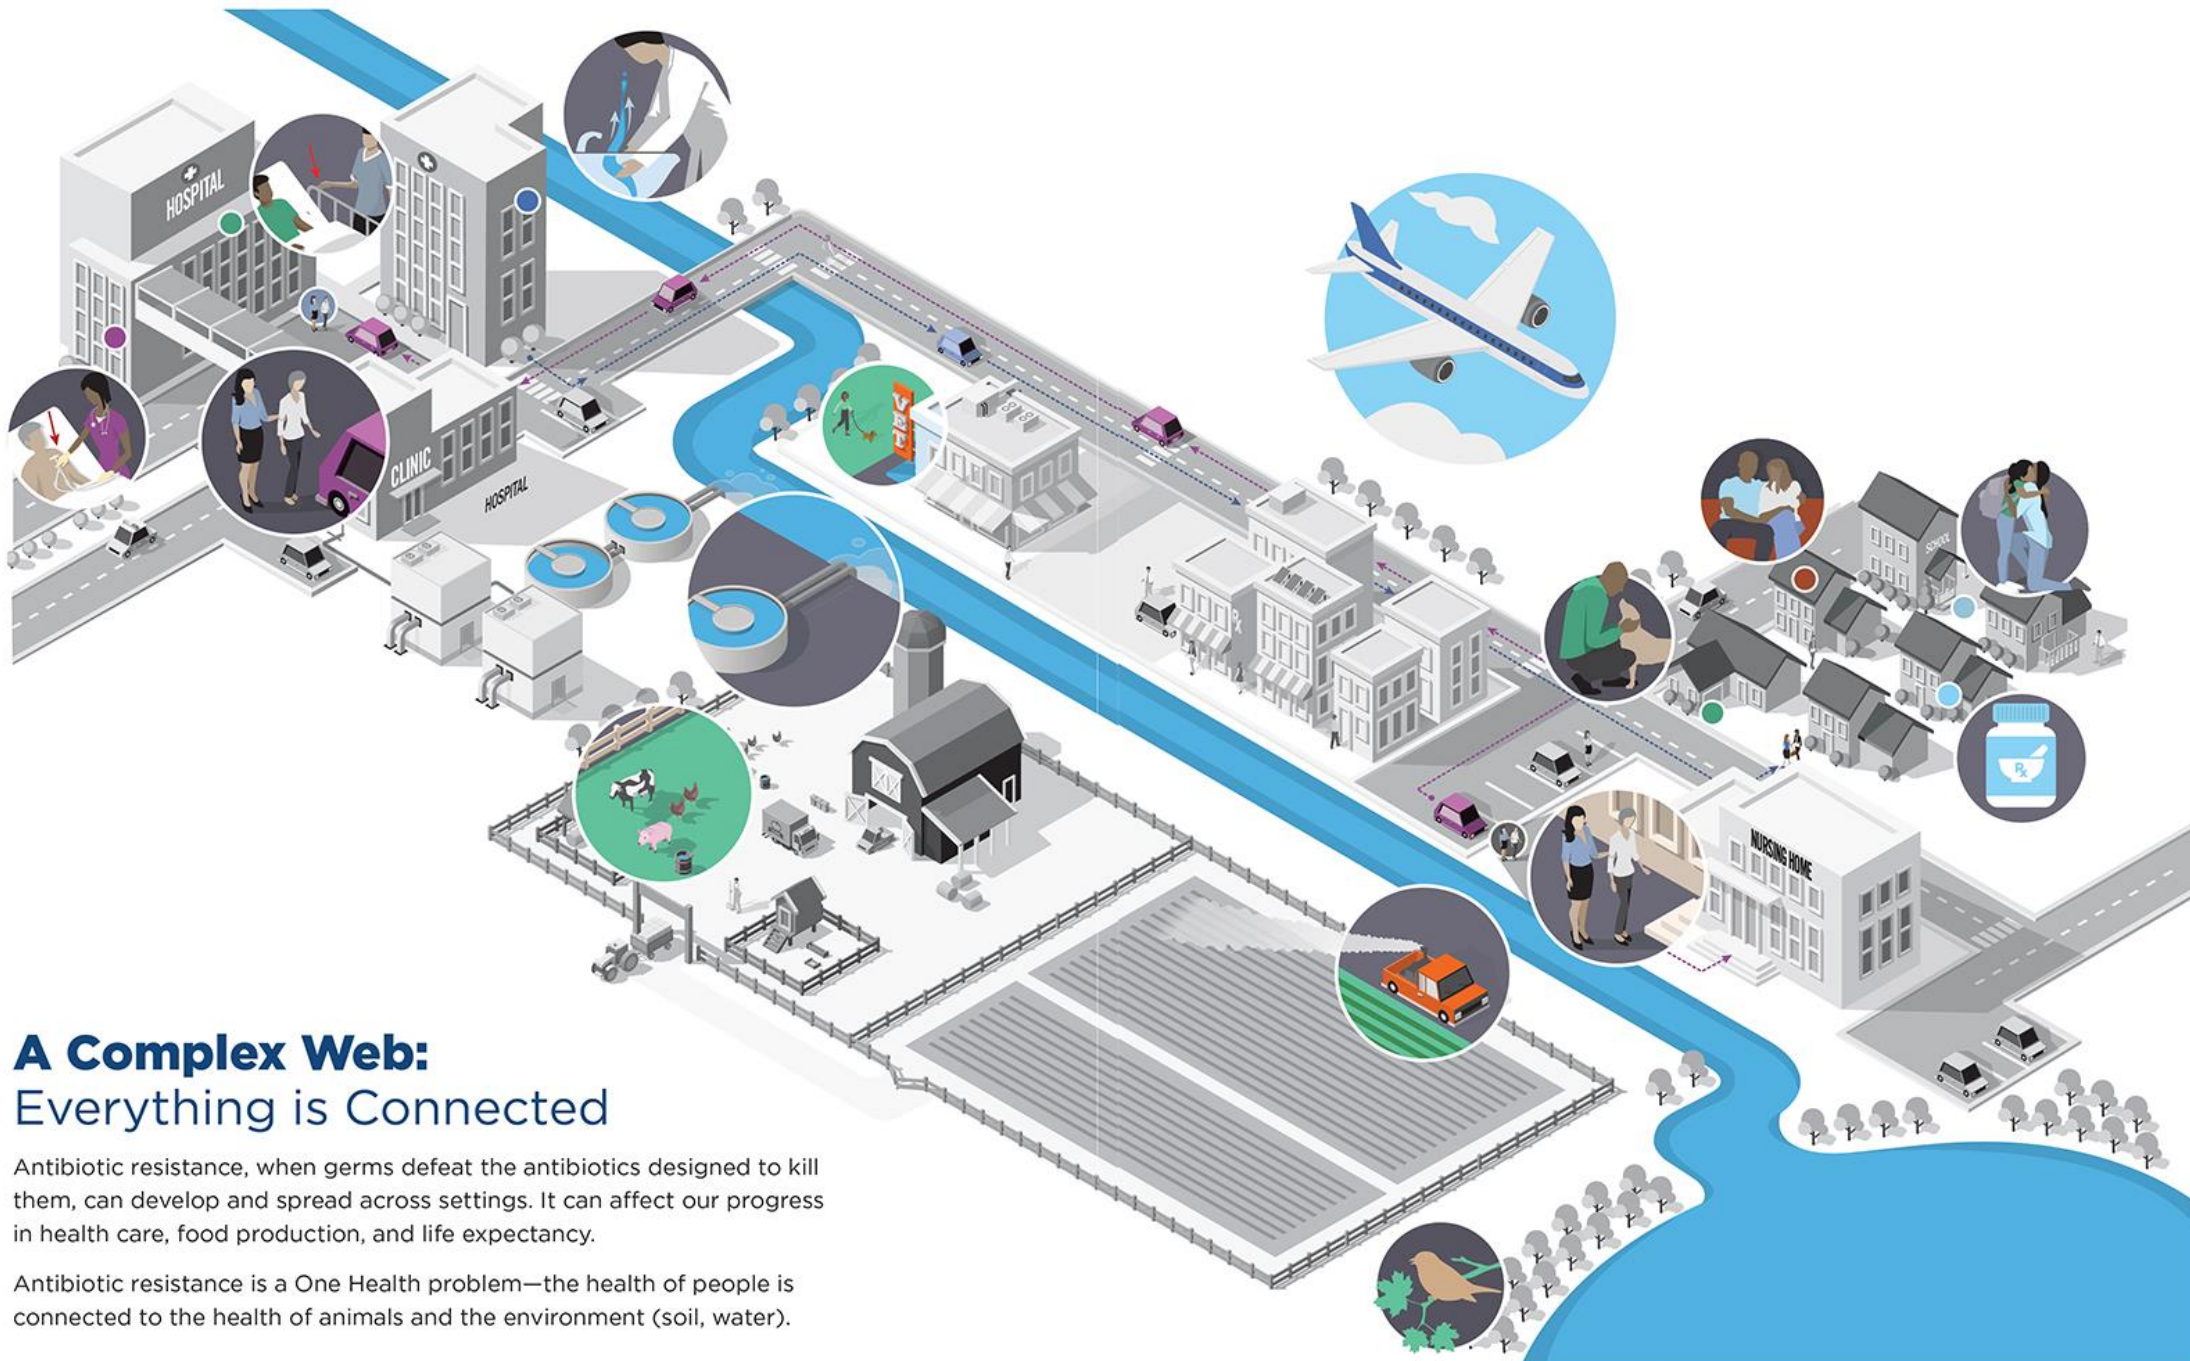 HOSPITAL
CLINIC
HOSPITAL
VET
Rx
SCHOOL
Rx
NURSING HOME
A Complex Web:
Everything is Connected
Antibiotic resistance, when germs defeat the antibiotics designed to kill
them, can develop and spread across settings. It can affect our progress
in health care, food production, and life expectancy.
Antibiotic resistance is a One Health problem—the health of people is
connected to the health of animals and the environment (soil, water).